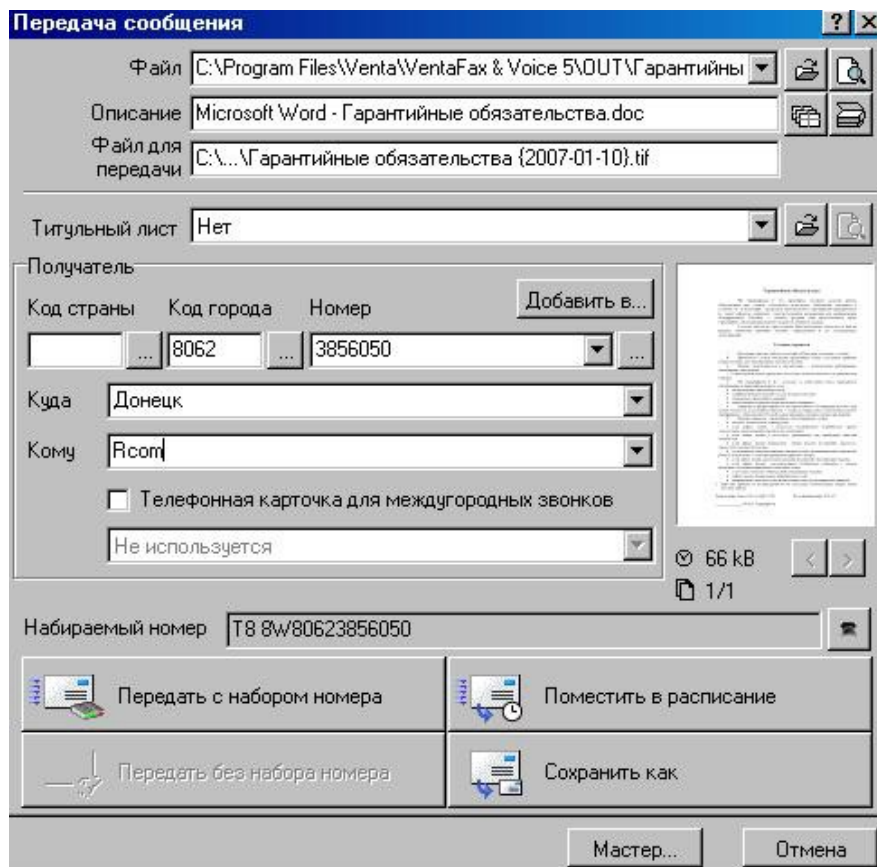 Передача сообщения
Файл C:\Program Files\Venta\VentaFax & Voice 5\OUT\Гарантийны
Описание Microsoft Word - Гарантийные обязательства.doc
Файл для
передачи C:\...\Гарантийные обязательства {2007-01-10}.tif
Титульный лист Нет
Получатель
Код страны Код города Номер Добавить в...
... 8062 ... 3856050 ...
Куда Донецк
Кому Rcom
Телефонная карточка для междугородных звонков
Не используется
66 kB
1/1
Набираемый номер T8 8W80623856050
Передать с набором номера Поместить в расписание
Передать без набора номера Сохранить как
Мастер... Отмена